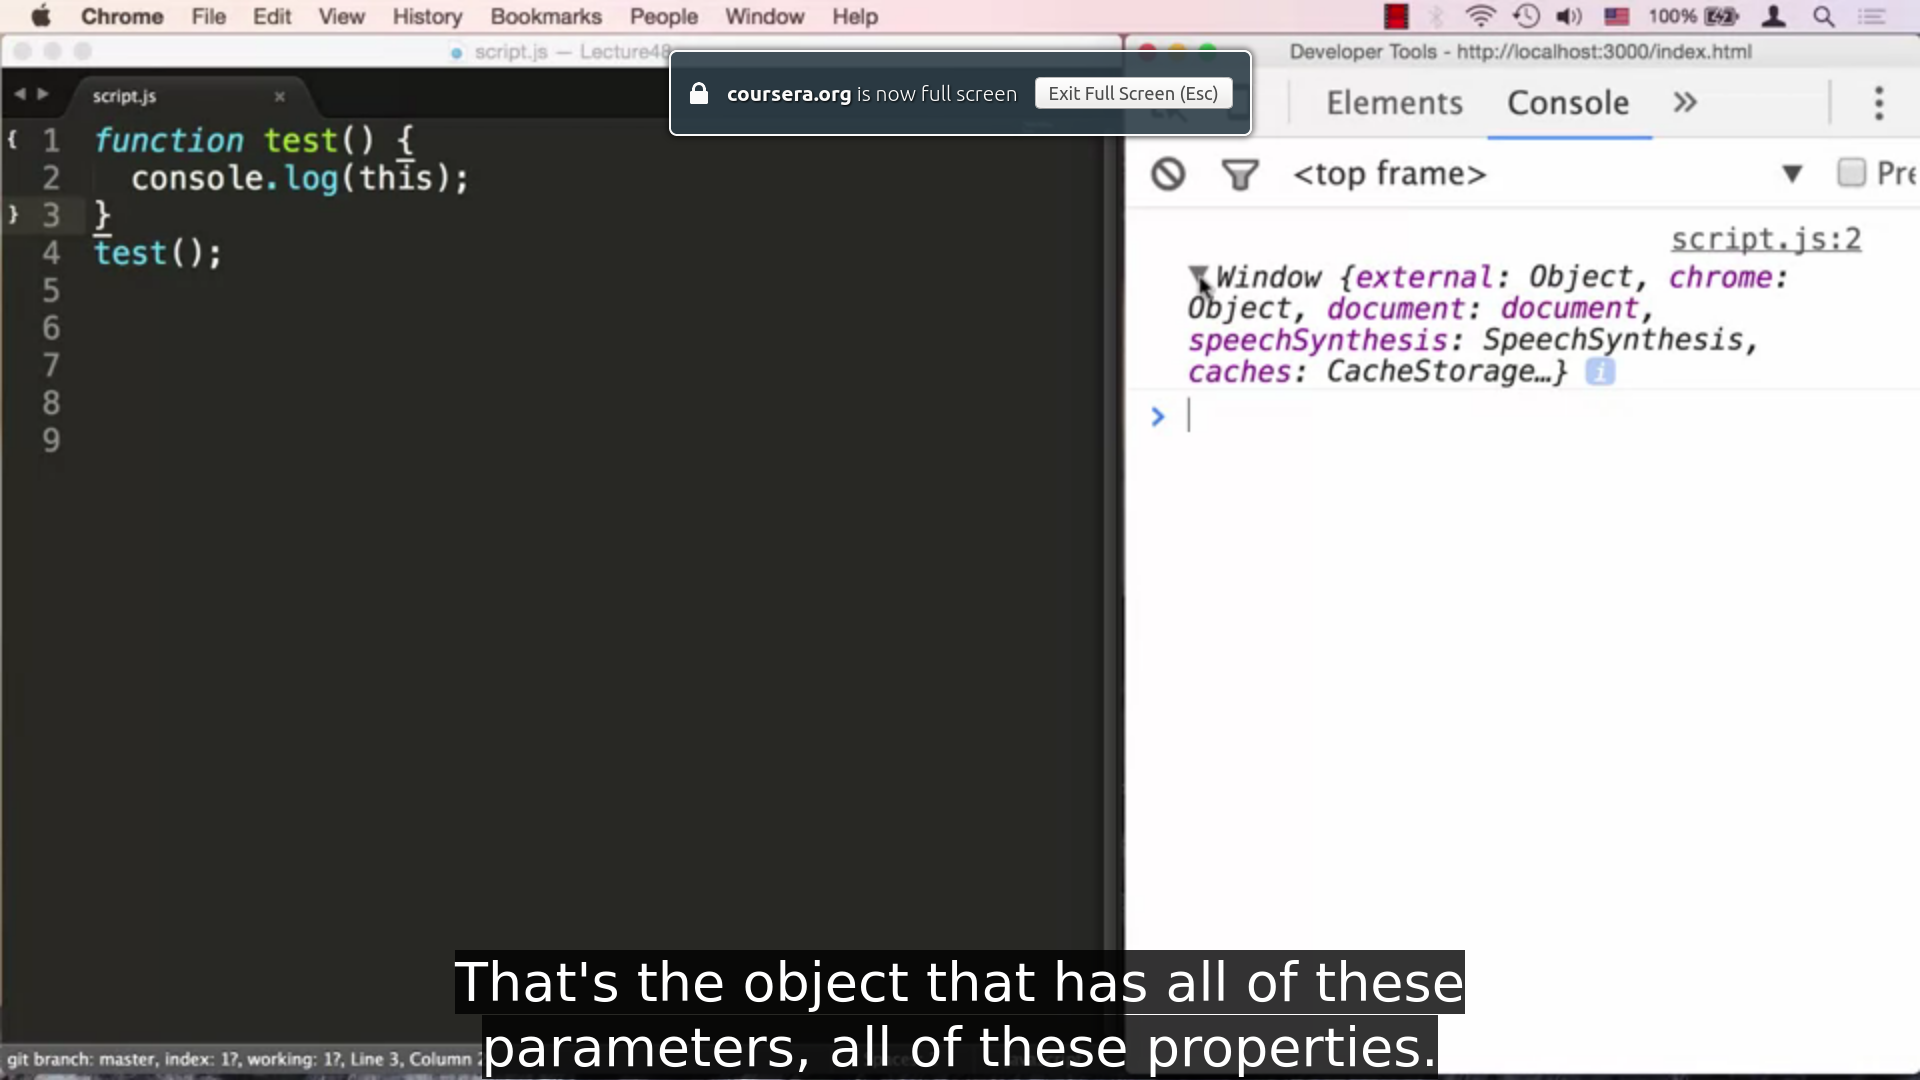 Chrome File Edit View History Bookmarks People Window Help 100%
script.js — Lecture48
Developer Tools - http://localhost:3000/index.html
coursera.org is now full screen Exit Full Screen (Esc)
script.js ×
Elements Console »
<top frame> Pre
{ 1 function test() {
2 console.log(this);
} 3 }
4 test();
5
6
7
8
9
script.js:2
Window {external: Object, chrome:
Object, document: document,
speechSynthesis: SpeechSynthesis,
caches: CacheStorage…} i
>
That's the object that has all of these
parameters, all of these properties.
git branch: master, index: 1?, working: 1?, Line 3, Column 2